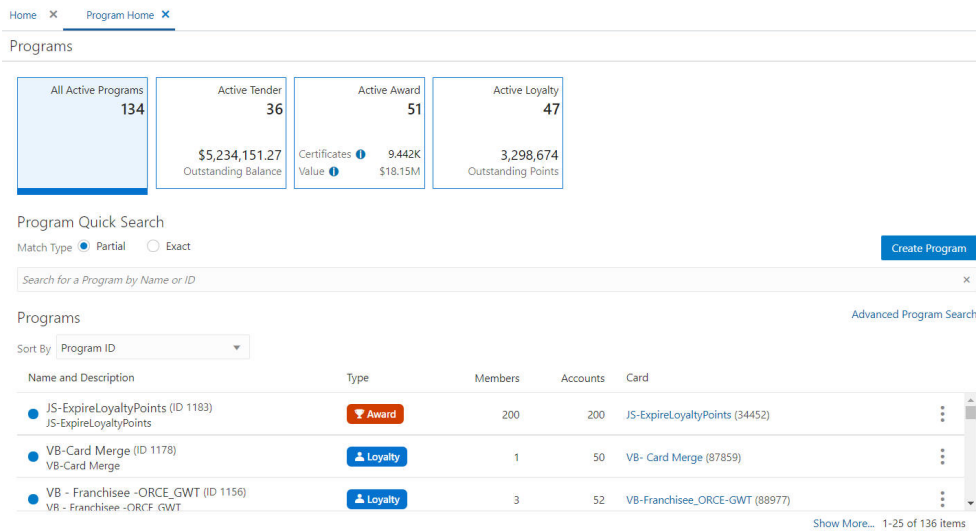 Home ✕ Program Home ✕
Programs
All Active Programs
134
Active Tender
36
$5,234,151.27
Outstanding Balance
Active Award
51
Certificates 9.442K
Value $18.15M
Active Loyalty
47
3,298,674
Outstanding Points
Program Quick Search
Match Type Partial Exact
Create Program
Search for a Program by Name or ID
Programs
Advanced Program Search
Sort By Program ID
Name and Description Type Members Accounts Card
JS-ExpireLoyaltyPoints (ID 1183)
JS-ExpireLoyaltyPoints
Award 200 200 JS-ExpireLoyaltyPoints (34452)
VB-Card Merge (ID 1178)
VB-Card Merge
Loyalty 1 50 VB- Card Merge (87859)
VB - Franchisee -ORCE_GWT (ID 1156)
VB - Franchisee -ORCE_GWT
Loyalty 3 52 VB-Franchisee_ORCE-GWT (88977)
Show More... 1-25 of 136 items